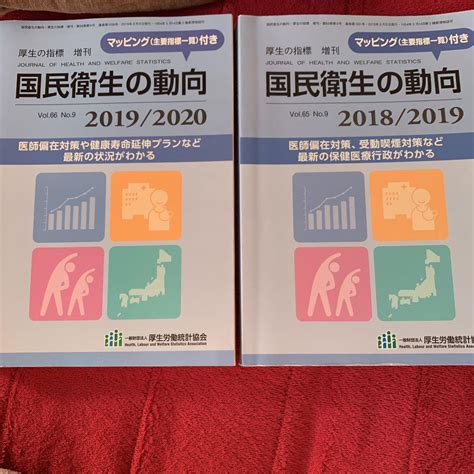 マッピング(主要指標一覧)付き
厚生の指標 増刊
JOURNAL OF HEALTH AND WELFARE STATISTICS
国民衛生の動向
Vol.66 No.9 2019/2020
医師偏在対策や健康寿命延伸プランなど
最新の状況がわかる
一般財団法人 厚生労働統計協会
Health, Labour and Welfare Statistics Association
マッピング(主要指標一覧)付き
厚生の指標 増刊
JOURNAL OF HEALTH AND WELFARE STATISTICS
国民衛生の動向
Vol.65 No.9 2018/2019
医師偏在対策、受動喫煙対策など
最新の保健医療行政がわかる
一般財団法人 厚生労働統計協会
Health, Labour and Welfare Statistics Association